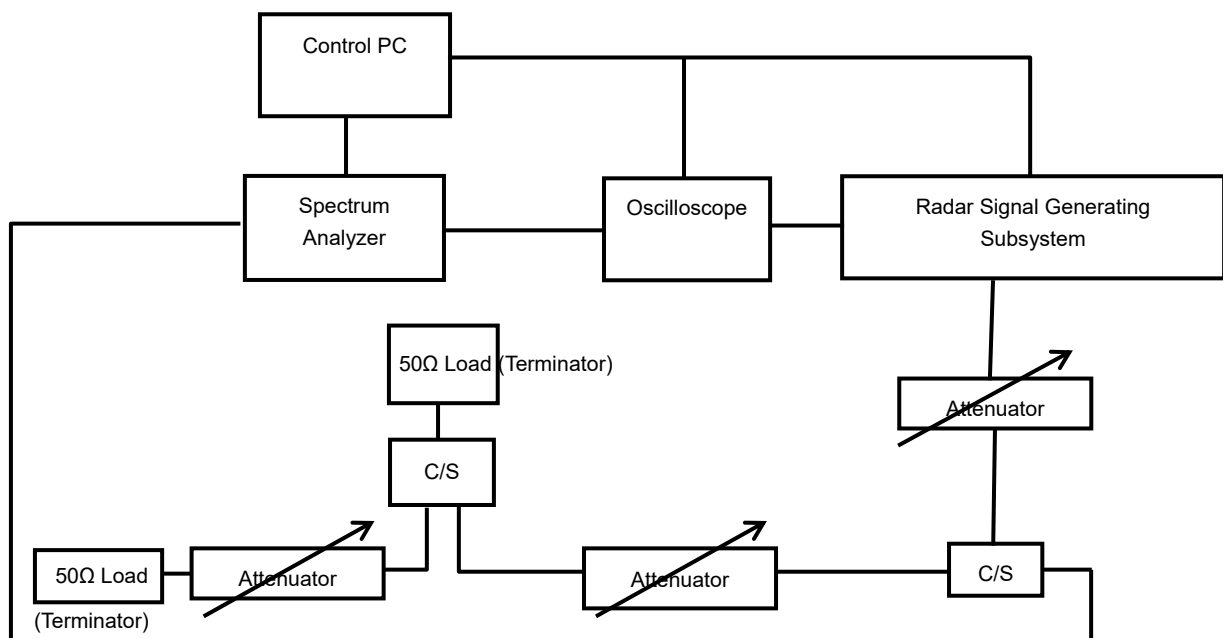 Control PC
Spectrum
Analyzer
Oscilloscope
Radar Signal Generating
Subsystem
50Ω Load (Terminator)
Attenuator
C/S
50Ω Load
(Terminator)
Attenuator
Attenuator
C/S